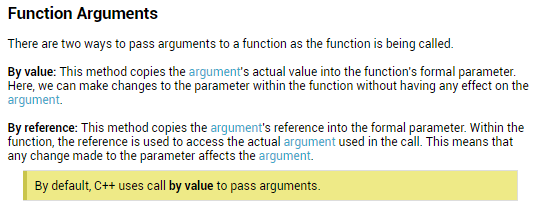 Function Arguments
There are two ways to pass arguments to a function as the function is being called.
By value: This method copies the argument's actual value into the function's formal parameter.
Here, we can make changes to the parameter within the function without having any effect on the
argument.
By reference: This method copies the argument's reference into the formal parameter. Within the
function, the reference is used to access the actual argument used in the call. This means that
any change made to the parameter affects the argument.
By default, C++ uses call by value to pass arguments.